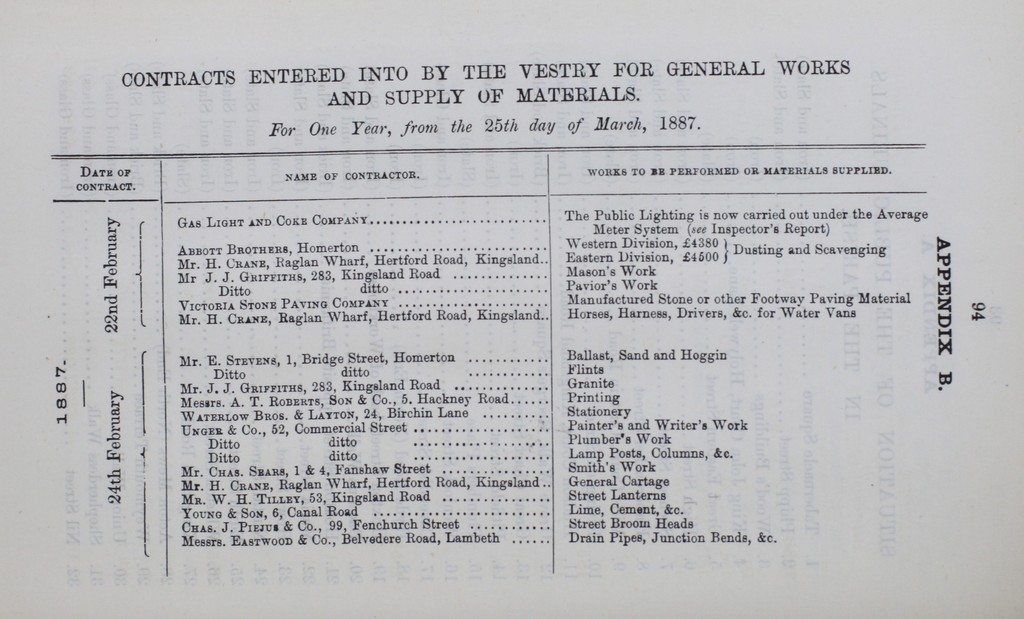 CONTRACTS ENTERED INTO BY THE VESTRY FOR GENERAL WORKS
AND SUPPLY OF MATERIALS.
For One Year, from the 25th day of March, 1887.
DATE OF CONTRACT. NAME OF CONTRACTOR. WORKS TO BE PERFORMED OR MATERIALS SUPPLIED.
1887.
22nd February
GAS LIGHT AND COKE COMPANY The Public Lighting is now carried out under the Average
Meter System (see Inspector's Report)
ABBOTT BROTHERS, Homerton Western Division, £4380 } Dusting and Scavenging
Mr. H. CRANE, Raglan Wharf, Hertford Road, Kingsland.. Eastern Division, £4500 }
Mr J. J. GRIFFITHS, 283, Kingsland Road Mason's Work
Ditto ditto Pavior's Work
VICTORIA STONE PAVING COMPANY Manufactured Stone or other Footway Paving Material
Mr. H. CRANE, Raglan Wharf, Hertford Road, Kingsland.. Horses, Harness, Drivers, &c. for Water Vans
24th February
Mr. E. STEVENS, 1, Bridge Street, Homerton Ballast, Sand and Hoggin
Ditto ditto Flints
Mr. J. J. GRIFFITHS, 283, Kingsland Road Granite
Messrs. A. T. ROBERTS, SON & Co., 5, Hackney Road Printing
WATERLOW BROS. & LAYTON, 24, Birchin Lane Stationery
UNGER & Co., 52, Commercial Street Painter's and Writer's Work
Ditto ditto Plumber's Work
Ditto ditto Lamp Posts, Columns, &c.
Mr. CHAS. SEARS, 1 & 4, Fanshaw Street Smith's Work
Mr. H. CRANE, Raglan Wharf, Hertford Road, Kingsland.. General Cartage
MR. W. H. TILLEY, 53, Kingsland Road Street Lanterns
YOUNG & SON, 6, Canal Road Lime, Cement, &c.
CHAS. J. PIEJUS & Co., 99, Fenchurch Street Street Broom Heads
Messrs. EASTWOOD & Co., Belvedere Road, Lambeth Drain Pipes, Junction Bends, &c.
APPENDIX B.
94